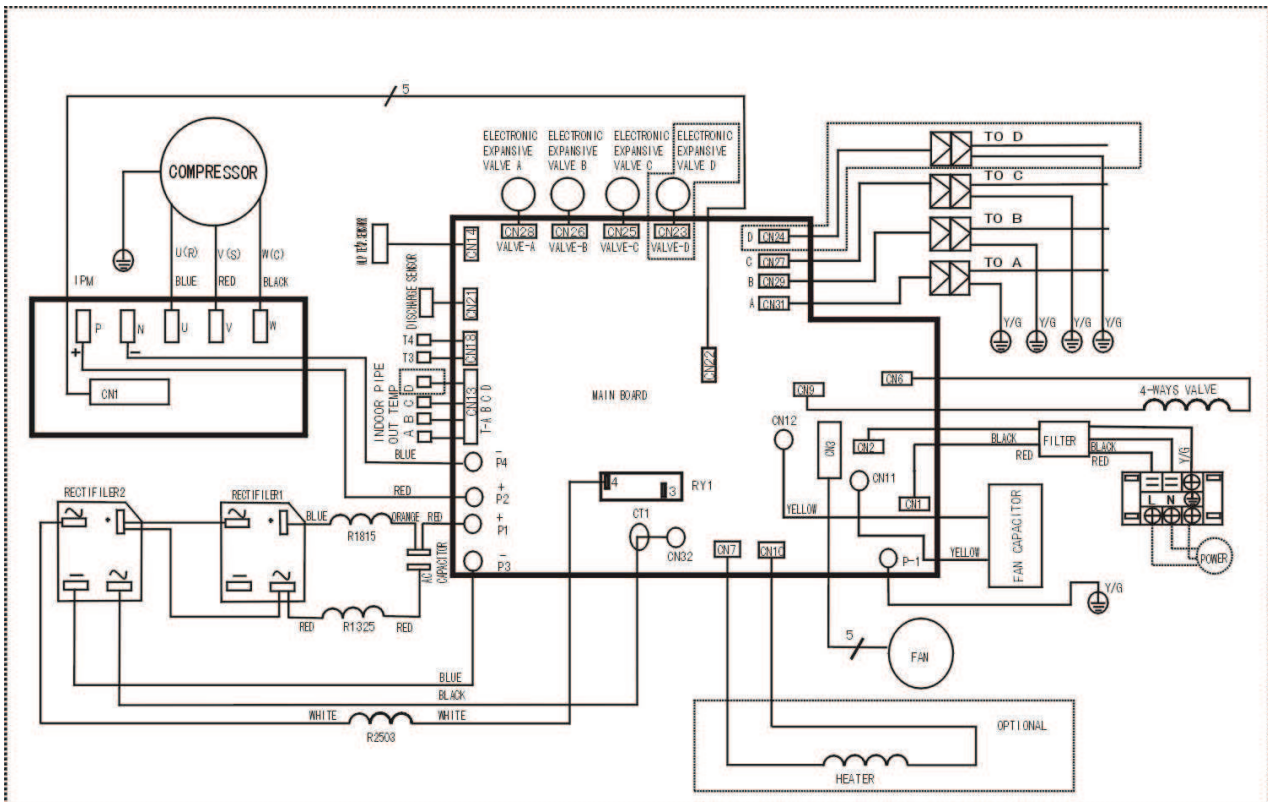 5
COMPRESSOR
U(R)
V(S)
W(C)
BLUE
RED
BLACK
IPM
P
N
U
V
W
+
−
CN1
ELECTRONIC
EXPANSIVE
VALVE A
ELECTRONIC
EXPANSIVE
VALVE B
ELECTRONIC
EXPANSIVE
VALVE C
ELECTRONIC
EXPANSIVE
VALVE D
CN28
VALVE-A
CN26
VALVE-B
CN25
VALVE-C
CN23
VALVE-D
D
CN24
C
CN27
B
CN29
A
CN31
TO D
TO C
TO B
TO A
Y/G
Y/G
Y/G
Y/G
CN14
DISCHARGE SENSOR
CN21
T4
T3
CN18
INDOOR PIPE
OUT TEMP
A B C D
CN13
T-A B C D
MAIN BOARD
CN22
BLUE
−
P4
RED
+
P2
+
P1
−
P3
RECTIFILER2
RECTIFILER1
+
+
BLUE
R1815
ORANGE
RED
AC
CAPACITOR
RED
R1325
RED
4
3
RY1
CT1
CN32
CN7
CN10
CN9
CN6
4-WAYS VALVE
CN12
CN3
CN2
CN11
CN1
BLACK
RED
FILTER
BLACK
RED
Y/G
L
N
POWER
YELLOW
YELLOW
FAN CAPACITOR
P-1
Y/G
5
FAN
BLUE
BLACK
WHITE
R2503
WHITE
OPTIONAL
HEATER